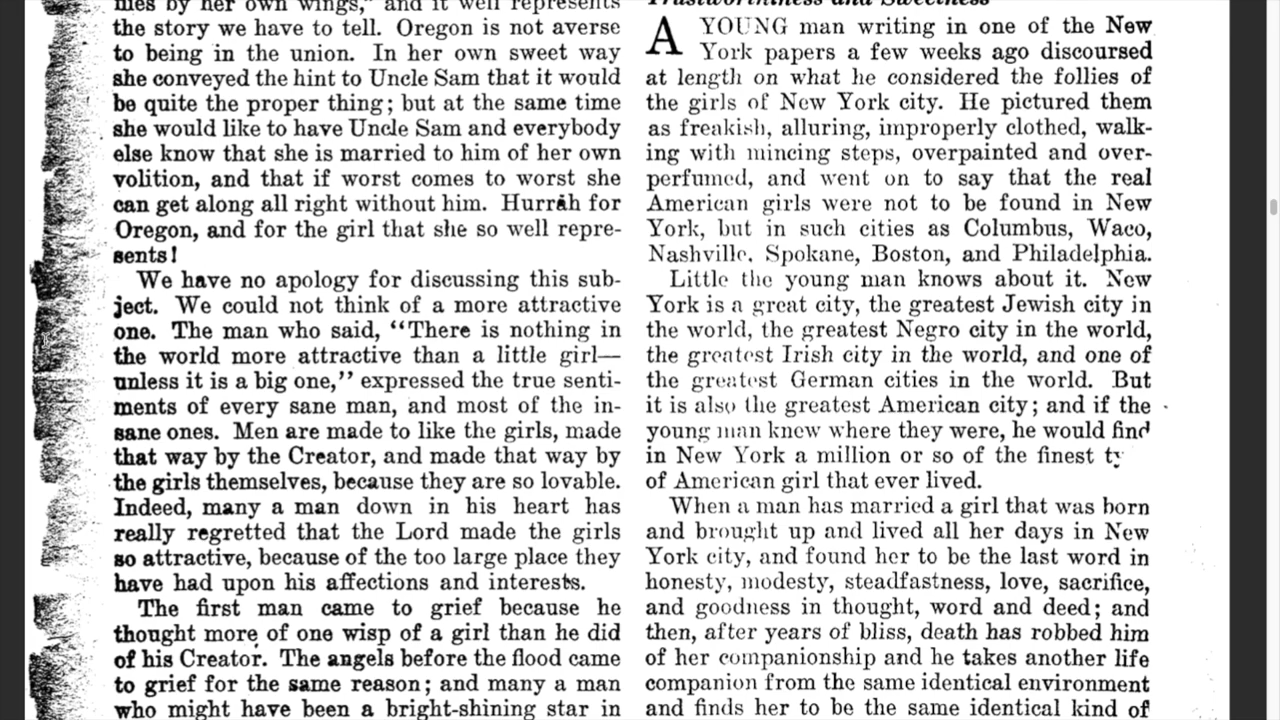 flies by her own wings," and it well represents
the story we have to tell. Oregon is not averse
to being in the union. In her own sweet way
she conveyed the hint to Uncle Sam that it would
be quite the proper thing; but at the same time
she would like to have Uncle Sam and everybody
else know that she is married to him of her own
volition, and that if worst comes to worst she
can get along all right without him. Hurrah for
Oregon, and for the girl that she so well repre-
sents!
We have no apology for discussing this sub-
ject. We could not think of a more attractive
one. The man who said, "There is nothing in
the world more attractive than a little girl—
unless it is a big one," expressed the true senti-
ments of every sane man, and most of the in-
sane ones. Men are made to like the girls, made
that way by the Creator, and made that way by
the girls themselves, because they are so lovable.
Indeed, many a man down in his heart has
really regretted that the Lord made the girls
so attractive, because of the too large place they
have had upon his affections and interests.
The first man came to grief because he
thought more of one wisp of a girl than he did
of his Creator. The angels before the flood came
to grief for the same reason; and many a man
who might have been a bright-shining star in
Trustworthiness and Sweetness
A YOUNG man writing in one of the New
York papers a few weeks ago discoursed
at length on what he considered the follies of
the girls of New York city. He pictured them
as freakish, alluring, improperly clothed, walk-
ing with mincing steps, overpainted and over-
perfumed, and went on to say that the real
American girls were not to be found in New
York, but in such cities as Columbus, Waco,
Nashville, Spokane, Boston, and Philadelphia.
Little the young man knows about it. New
York is a great city, the greatest Jewish city in
the world, the greatest Negro city in the world,
the greatest Irish city in the world, and one of
the greatest German cities in the world. But
it is also the greatest American city; and if the
young man knew where they were, he would find
in New York a million or so of the finest
of American girl that ever lived.
When a man has married a girl that was born
and brought up and lived all her days in New
York city, and found her to be the last word in
honesty, modesty, steadfastness, love, sacrifice,
and goodness in thought, word and deed; and
then, after years of bliss, death has robbed him
of her companionship and he takes another life
companion from the same identical environment
and finds her to be the same identical kind of